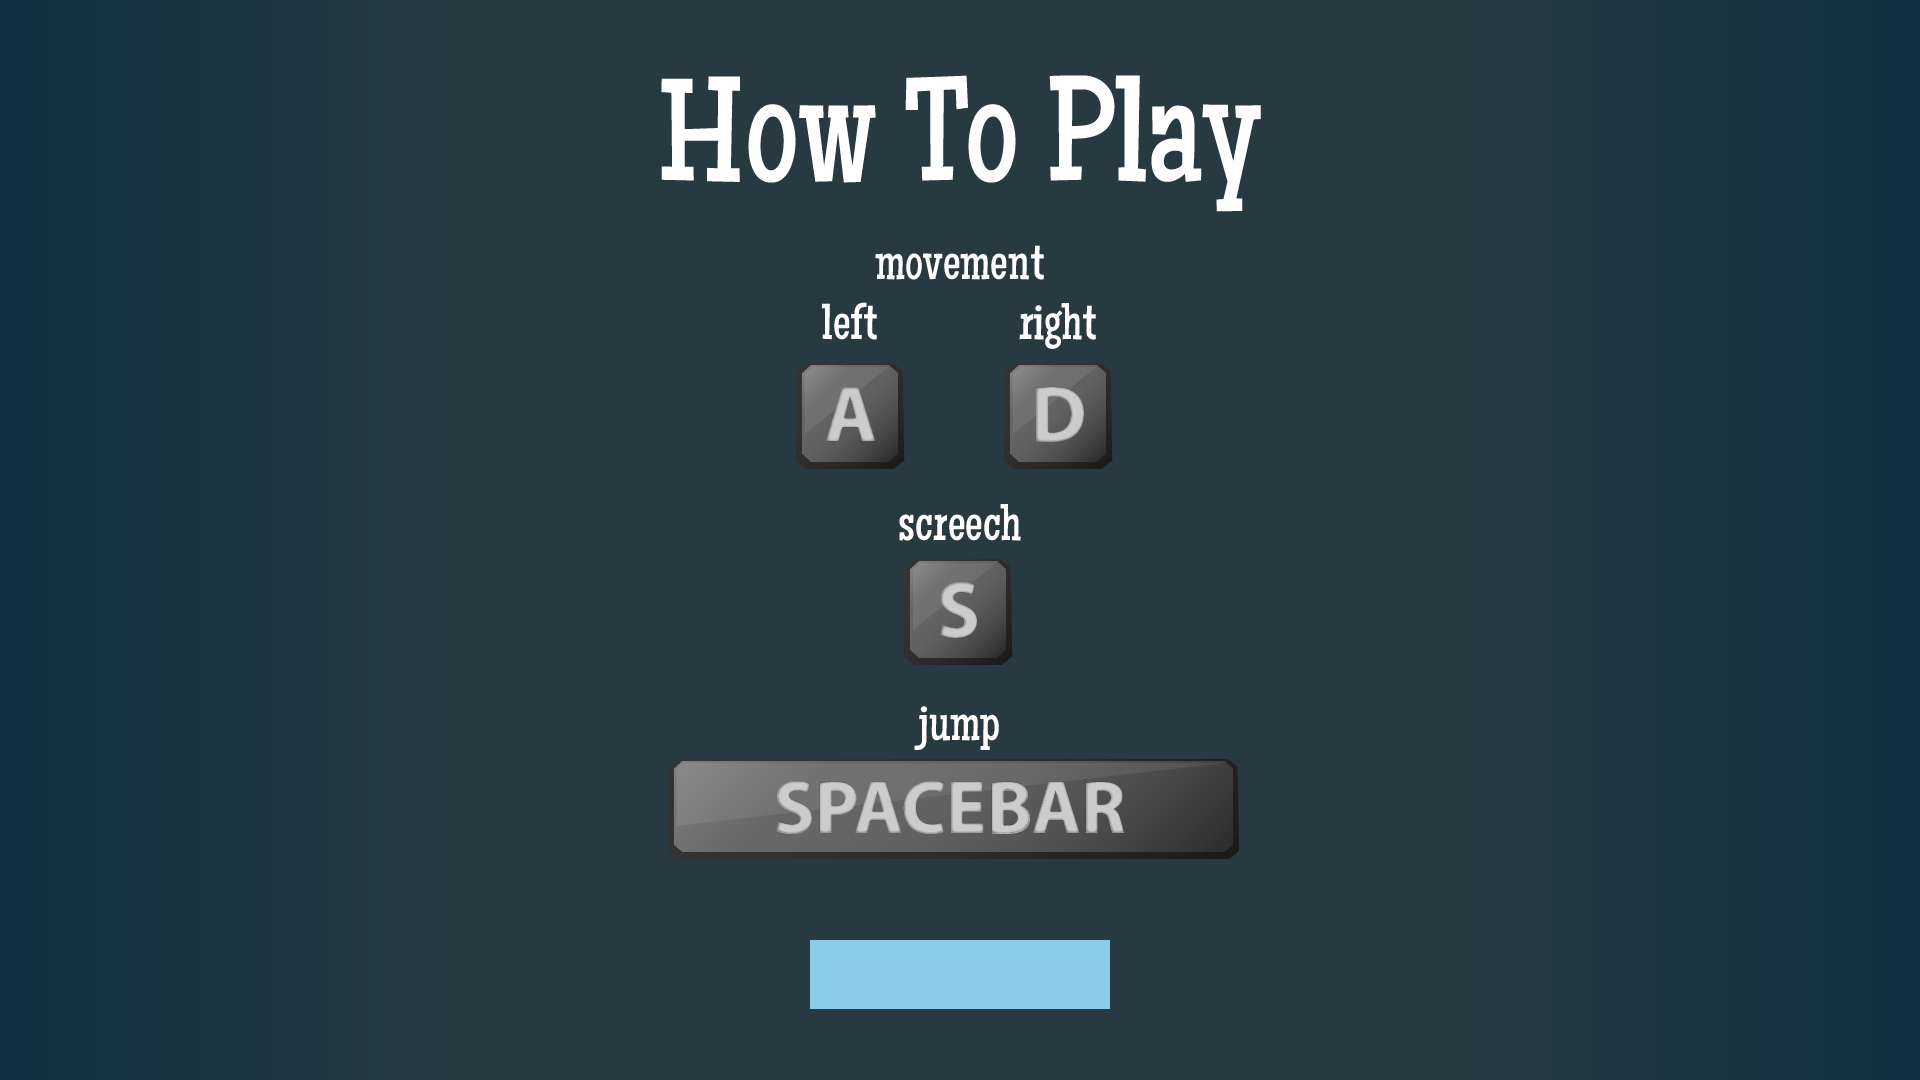 How To Play
movement
left right
A D
screech
S
jump
SPACEBAR